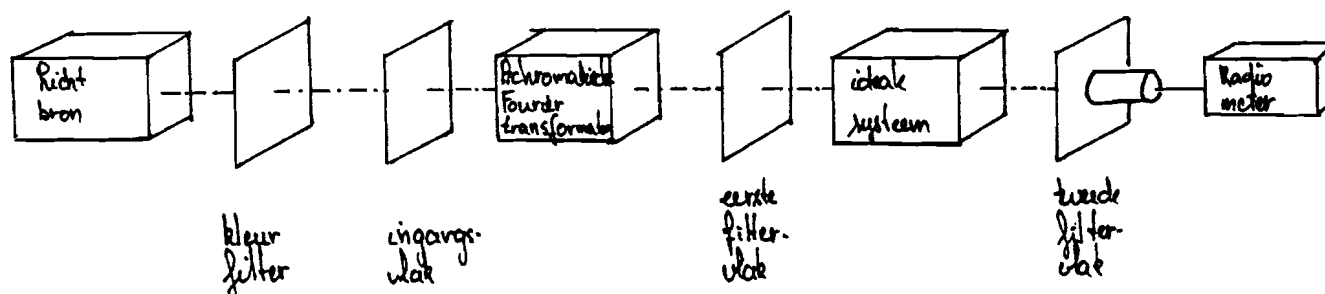 Licht
bron
kleur
filter
ingangs-
vlak
Achromatische
Fourier
transformator
eerste
filter-
vlak
ideale
systeem
tweede
filter-
vlak
Radio
meter